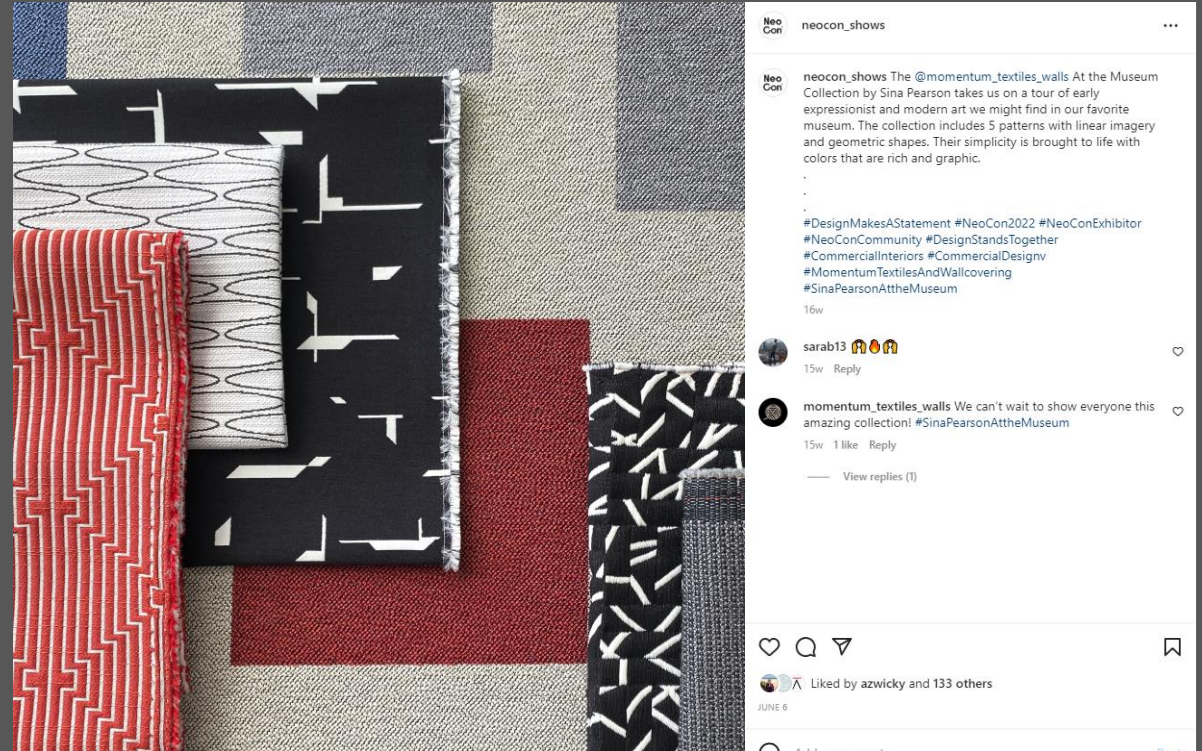 Neo
Con
neocon_shows
Neo
Con
neocon_shows The @momentum_textiles_walls At the Museum
Collection by Sina Pearson takes us on a tour of early
expressionist and modern art we might find in our favorite
museum. The collection includes 5 patterns with linear imagery
and geometric shapes. Their simplicity is brought to life with
colors that are rich and graphic.
.
.
.
#DesignMakesAStatement #NeoCon2022 #NeoConExhibitor
#NeoConCommunity #DesignStandsTogether
#CommercialInteriors #CommercialDesignv
#MomentumTextilesAndWallcovering
#SinaPearsonAttheMuseum
16w
sarab13 🙌🔥🙌
15w Reply
momentum_textiles_walls We can't wait to show everyone this
amazing collection! #SinaPearsonAttheMuseum
15w 1 like Reply
View replies (1)
Liked by azwicky and 133 others
JUNE 6